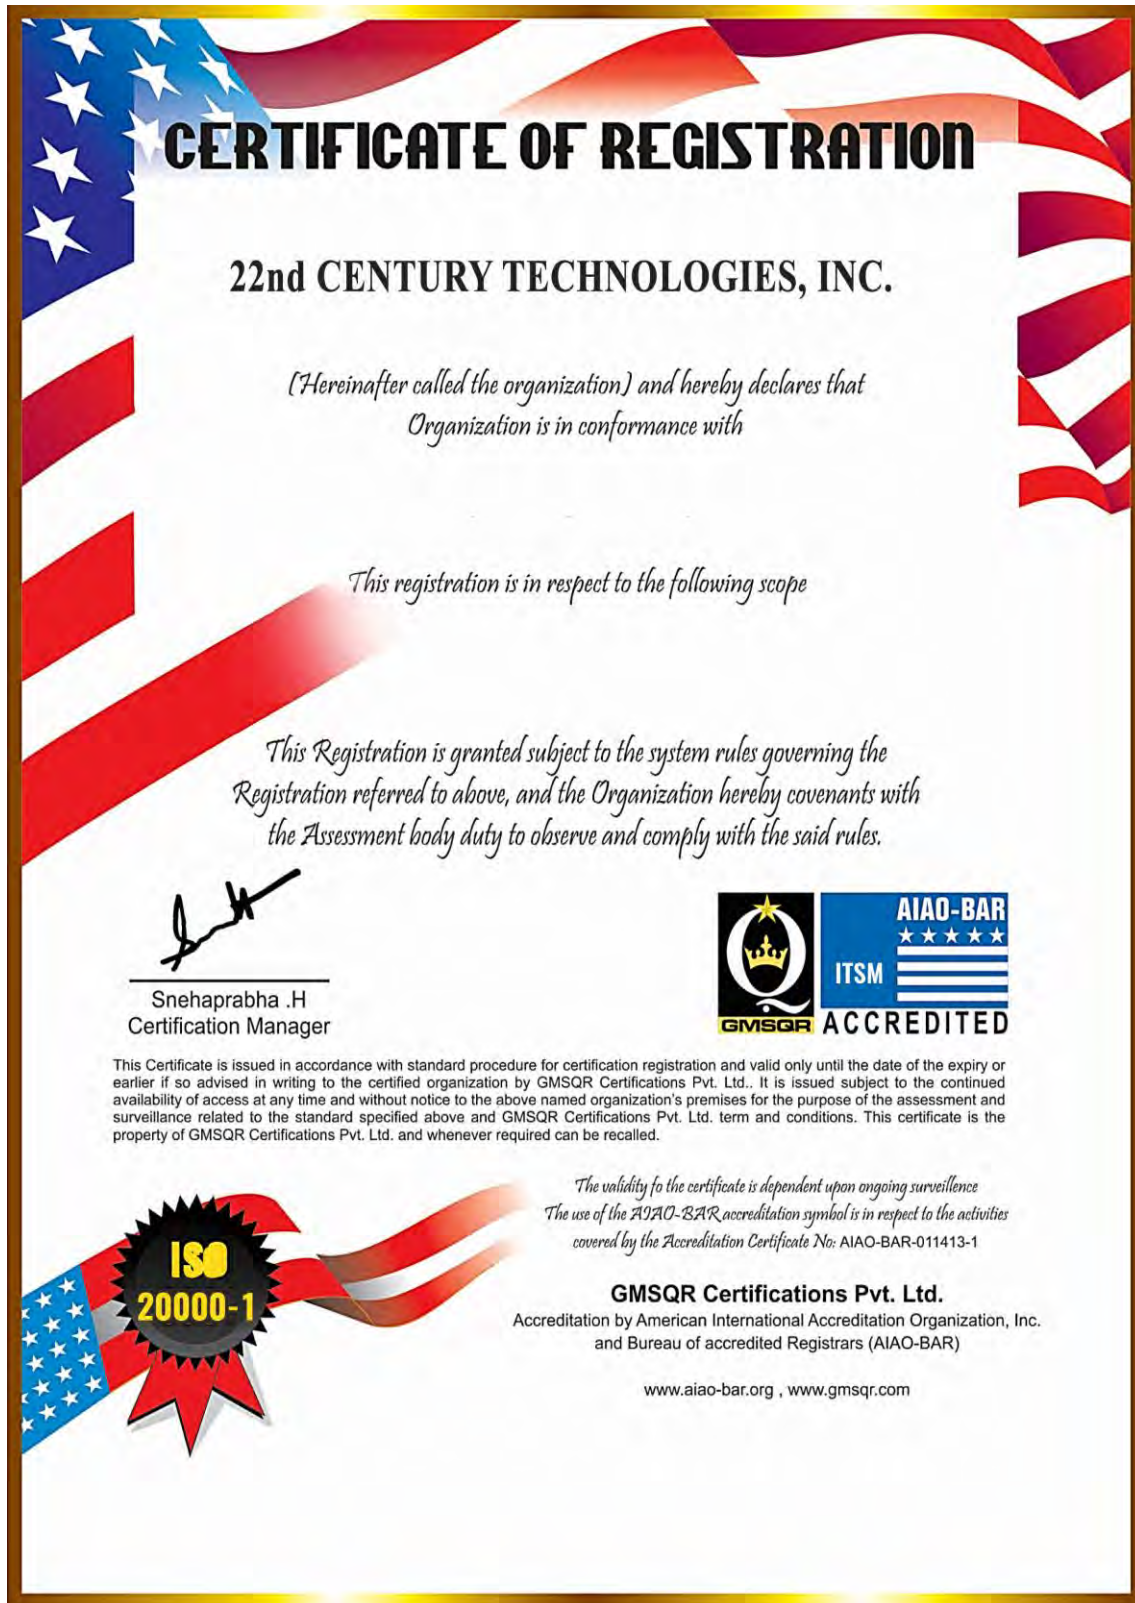 CERTIFICATE OF REGISTRATION
22nd CENTURY TECHNOLOGIES, INC.
(Hereinafter called the organization) and hereby declares that
Organization is in conformance with
This registration is in respect to the following scope
This Registration is granted subject to the system rules governing the
Registration referred to above, and the Organization hereby covenants with
the Assessment body duty to observe and comply with the said rules.
Snehaprabha .H
Certification Manager
Q
GMSQR
AIAO-BAR
ITSM
ACCREDITED
This Certificate is issued in accordance with standard procedure for certification registration and valid only until the date of the expiry or
earlier if so advised in writing to the certified organization by GMSQR Certifications Pvt. Ltd.. It is issued subject to the continued
availability of access at any time and without notice to the above named organization's premises for the purpose of the assessment and
surveillance related to the standard specified above and GMSQR Certifications Pvt. Ltd. term and conditions. This certificate is the
property of GMSQR Certifications Pvt. Ltd. and whenever required can be recalled.
The validity fo the certificate is dependent upon ongoing surveillence
The use of the AIAO-BAR accreditation symbol is in respect to the activities
covered by the Accreditation Certificate No: AIAO-BAR-011413-1
ISO
20000-1
GMSQR Certifications Pvt. Ltd.
Accreditation by American International Accreditation Organization, Inc.
and Bureau of accredited Registrars (AIAO-BAR)
www.aiao-bar.org , www.gmsqr.com